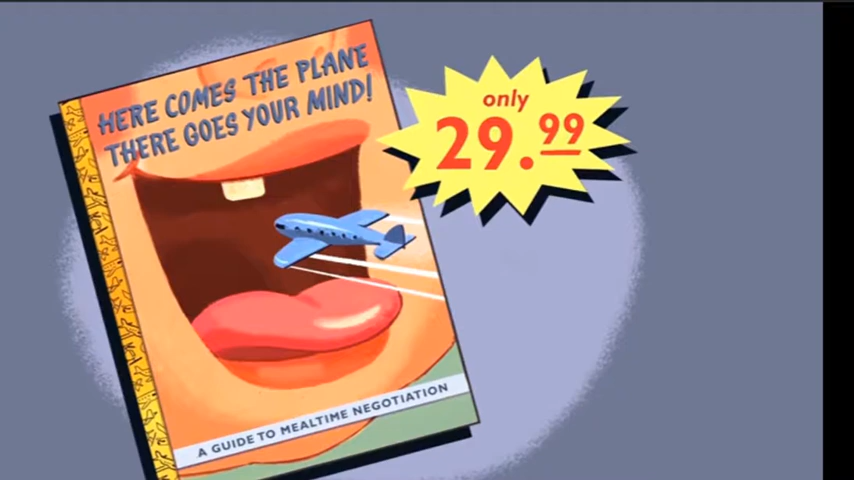 HERE COMES THE PLANE
THERE GOES YOUR MIND!
only
29.99
A GUIDE TO MEALTIME NEGOTIATION